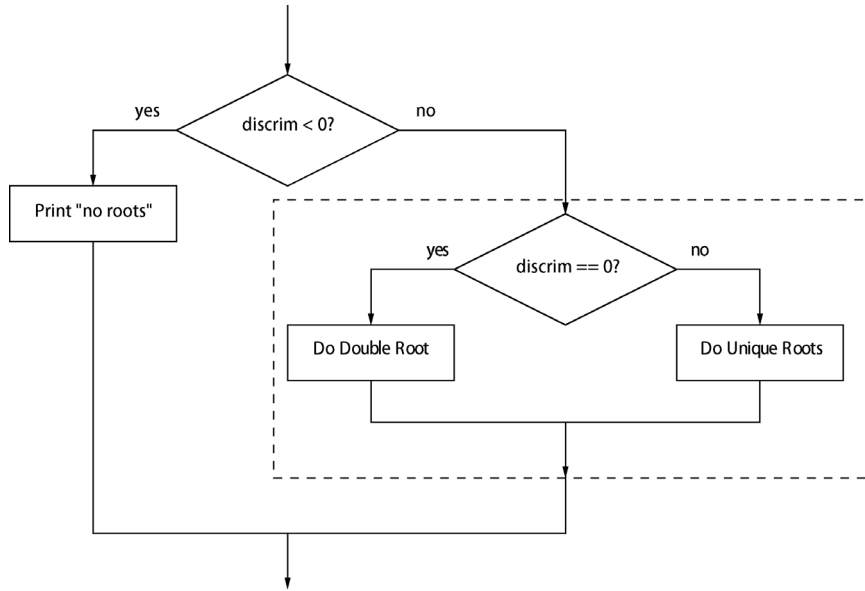 yes
discrim < 0?
no
Print "no roots"
yes
discrim == 0?
no
Do Double Root
Do Unique Roots